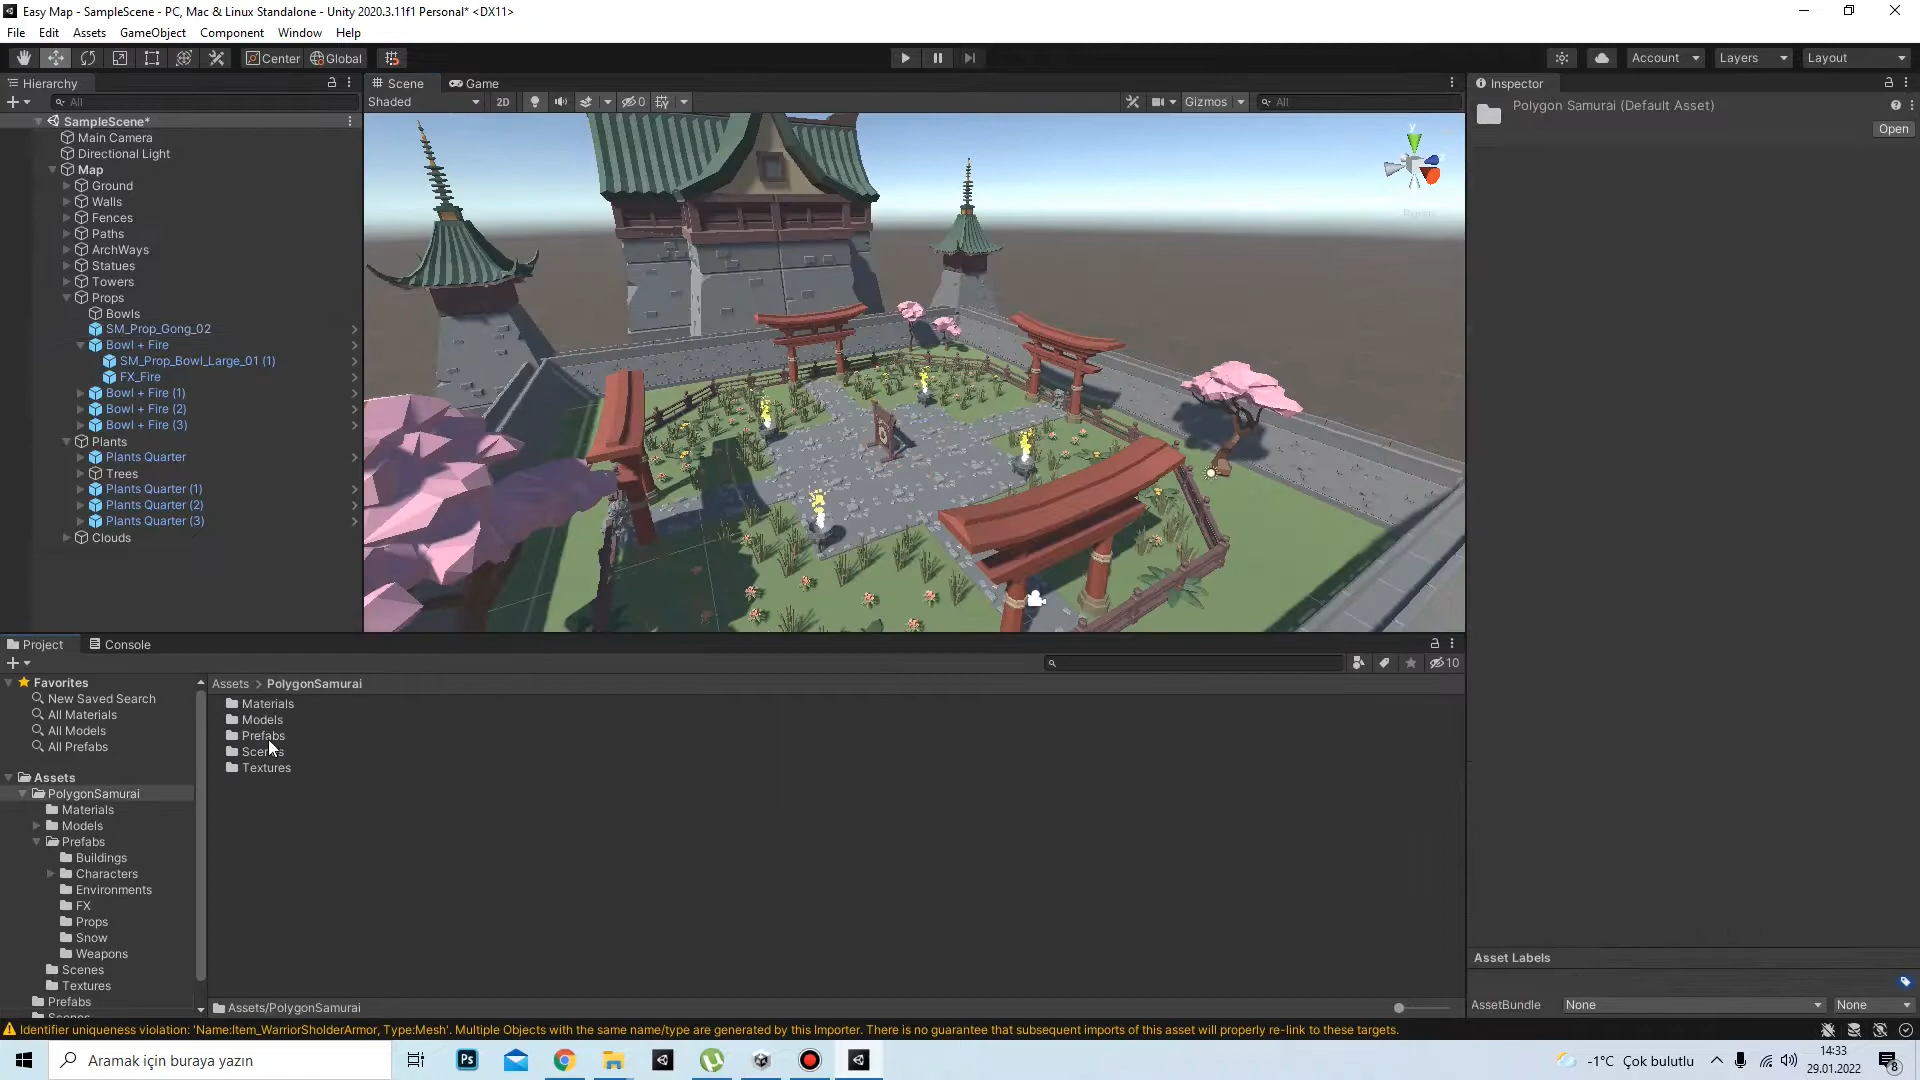 Easy Map - SampleScene - PC, Mac & Linux Standalone - Unity 2020.3.11f1 Personal* <DX11>
File Edit Assets GameObject Component Window Help
Center Global Account Layers Layout
Hierarchy
All
SampleScene*
Main Camera
Directional Light
Map
Ground
Walls
Fences
Paths
ArchWays
Statues
Towers
Props
Bowls
SM_Prop_Gong_02
Bowl + Fire
SM_Prop_Bowl_Large_01 (1)
FX_Fire
Bowl + Fire (1)
Bowl + Fire (2)
Bowl + Fire (3)
Plants
Plants Quarter
Trees
Plants Quarter (1)
Plants Quarter (2)
Plants Quarter (3)
Clouds
Scene Game
Shaded 2D 0 Gizmos All
y
Inspector
Polygon Samurai (Default Asset)
Open
Asset Labels
AssetBundle None None
Project Console
10
Favorites
New Saved Search
All Materials
All Models
All Prefabs
Assets
PolygonSamurai
Materials
Models
Prefabs
Buildings
Characters
Environments
FX
Props
Snow
Weapons
Scenes
Textures
Prefabs
Scenes
Assets > PolygonSamurai
Materials
Models
Prefabs
Scenes
Textures
Assets/PolygonSamurai
Identifier uniqueness violation: 'Name:Item_WarriorSholderArmor, Type:Mesh'. Multiple Objects with the same name/type are generated by this Importer. There is no guarantee that subsequent imports of this asset will properly re-link to these targets.
Aramak için buraya yazın
Ps
-1°C Çok bulutlu
14:33
29.01.2022
8